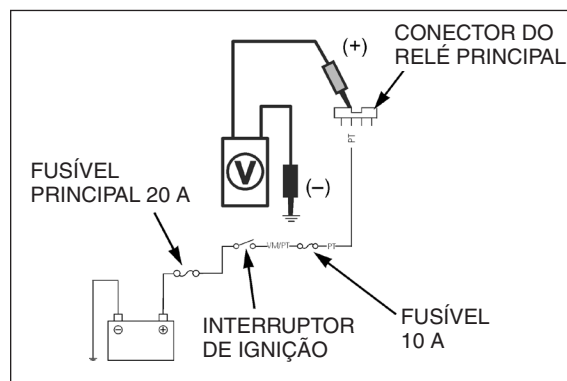 CONECTOR DO
RELÉ PRINCIPAL
(+)
PT
V
(–)
FUSÍVEL
PRINCIPAL 20 A
VM/PT
PT
INTERRUPTOR
DE IGNIÇÃO
FUSÍVEL
10 A